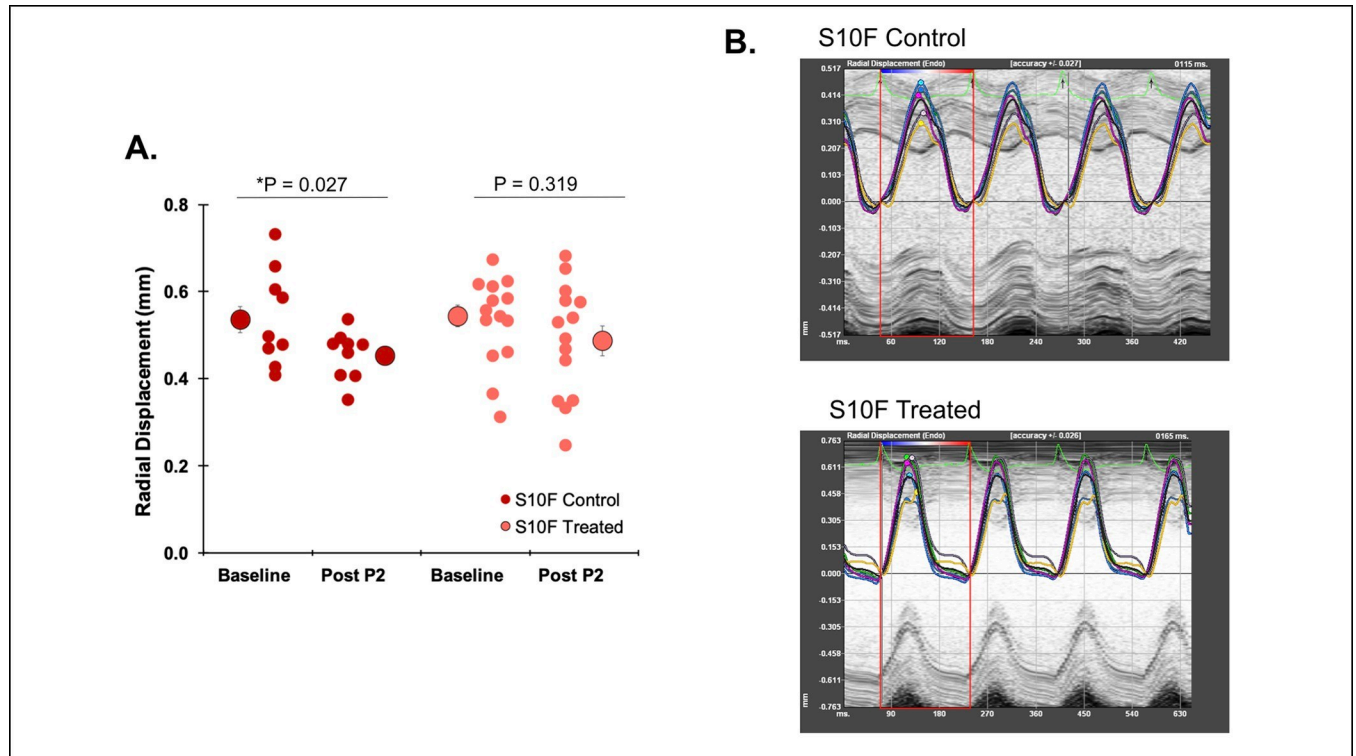 A.
*P = 0.027
P = 0.319
Radial Displacement (mm)
0.8
0.6
0.4
0.2
0.0
S10F Control
S10F Treated
Baseline
Post P2
Baseline
Post P2
B.
S10F Control
Radial Displacement (Endo)
[accuracy +/- 0.027]
0115 ms.
0.517
0.414
0.310
0.207
0.103
0.000
-0.103
-0.207
-0.310
-0.414
-0.517
mm
ms.
60
120
180
240
300
360
420
S10F Treated
Radial Displacement (Endo)
[accuracy +/- 0.026]
0165 ms.
0.763
0.611
0.458
0.305
0.153
0.000
-0.153
-0.305
-0.458
-0.611
-0.763
mm
ms.
90
180
270
360
450
540
630